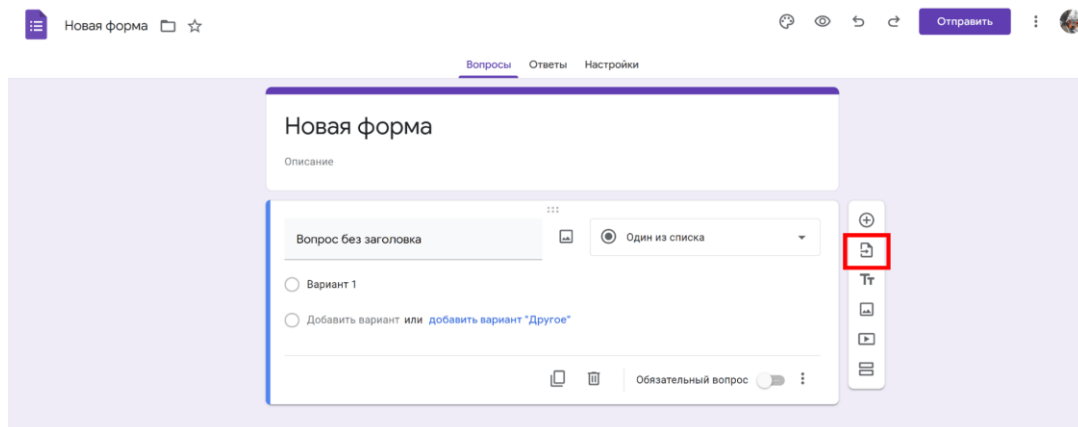 Новая форма
Отправить
Вопросы Ответы Настройки
Новая форма
Описание
Вопрос без заголовка
Один из списка
Вариант 1
Добавить вариант или добавить вариант "Другое"
Обязательный вопрос
Тт